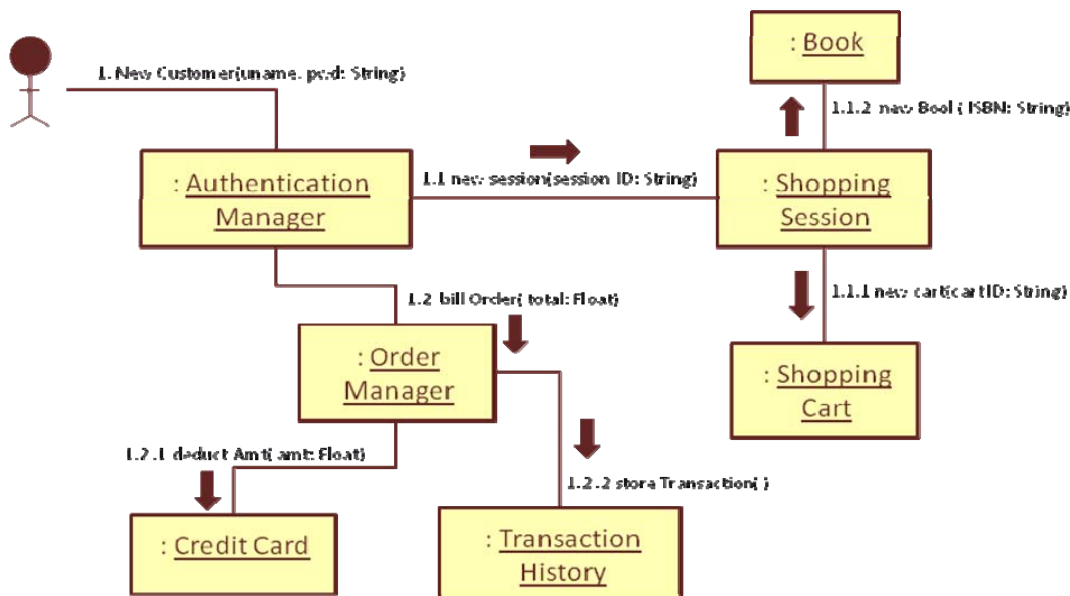 : Book
1. New Customer(uname, pwd: String)
1.1.2 new Bool ( ISBN: String)
: Authentication
Manager
1.1 new session(session ID: String)
: Shopping
Session
1.2 bill Order( total: Float)
1.1.1 new cart(cartID: String)
: Order
Manager
: Shopping
Cart
1.2.1 deduct Amt( amt: Float)
1.2.2 store Transaction( )
: Credit Card
: Transaction
History